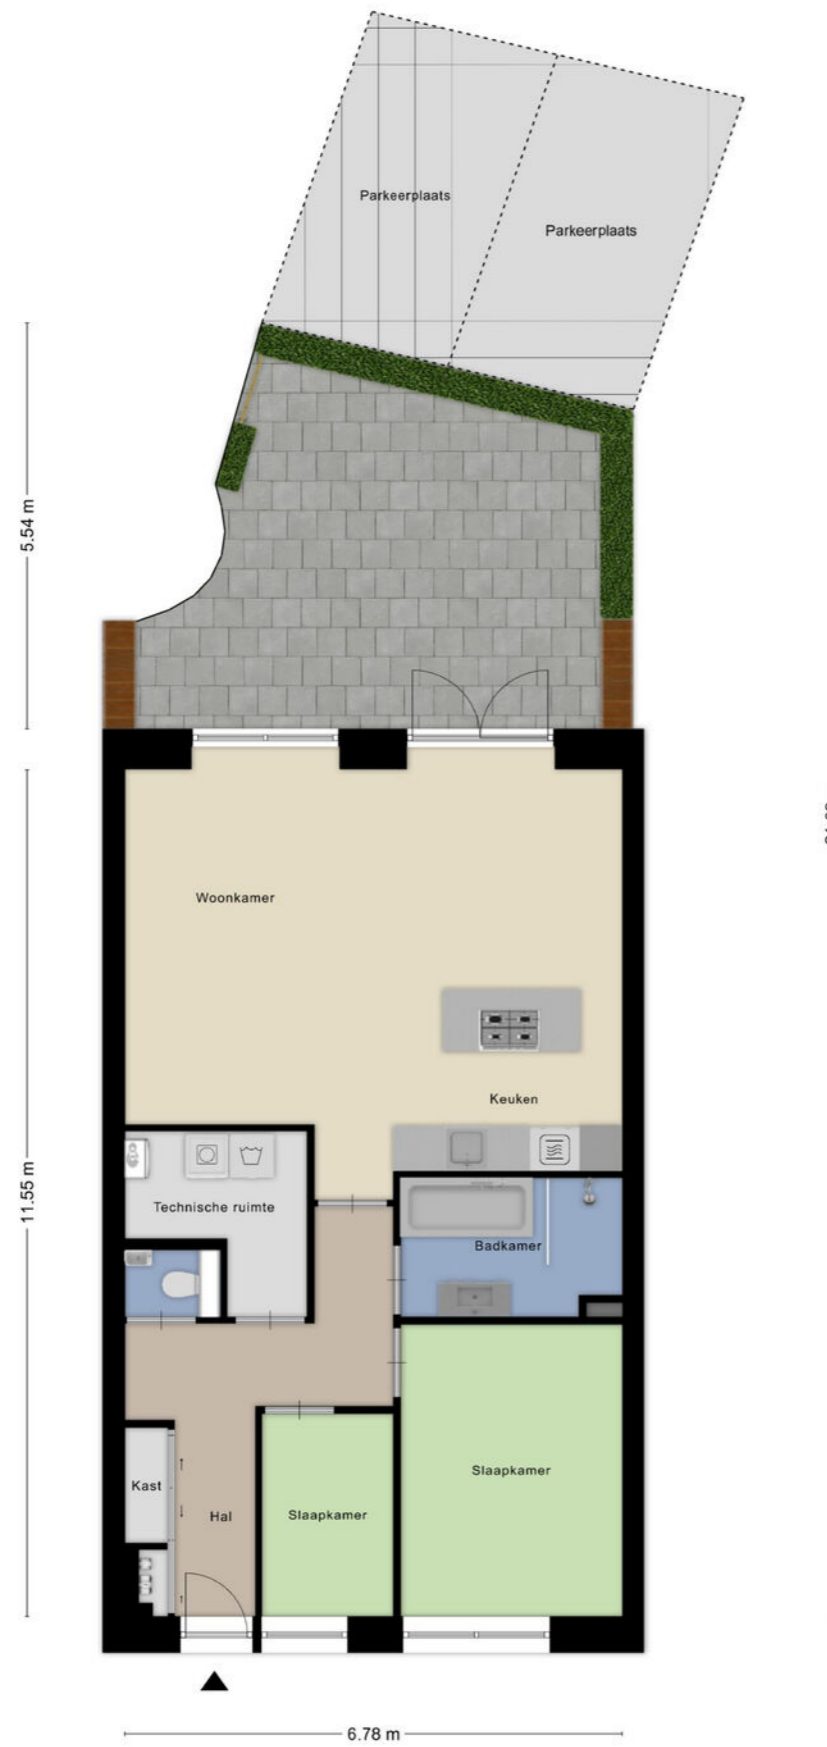 Parkeerplaats
Parkeerplaats
5.54 m
Woonkamer
Keuken
11.55 m
Technische ruimte
Badkamer
Slaapkamer
Kast
Slaapkamer
Hal
6.78 m